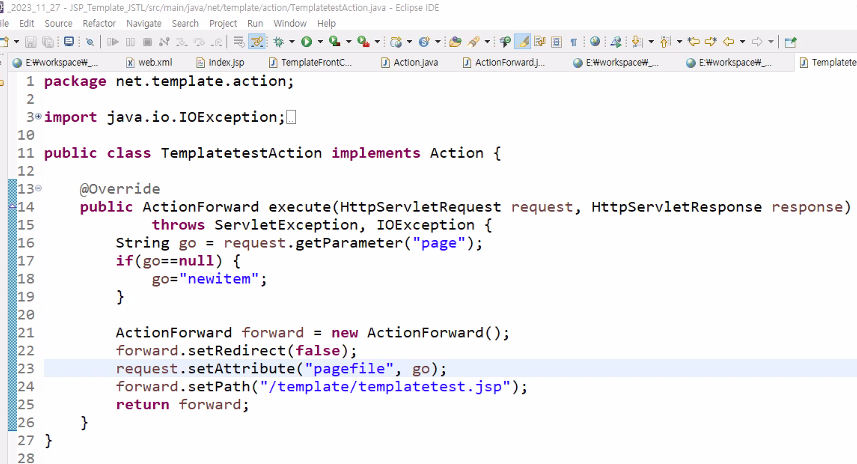 _2023_11_27 - JSP_Template_JSTL/src/main/java/net/template/action/TemplatetestAction.java - Eclipse IDE
File Edit Source Refactor Navigate Search Project Run Window Help
E:₩workspace₩_... web.xml index.jsp TemplateFrontC... Action.java ActionForward.j... E:₩workspace₩_... E:₩workspace₩_... Templatete
1 package net.template.action;
2
3 import java.io.IOException;
10
11 public class TemplatetestAction implements Action {
12
13 @Override
14 public ActionForward execute(HttpServletRequest request, HttpServletResponse response)
15 throws ServletException, IOException {
16 String go = request.getParameter("page");
17 if(go==null) {
18 go="newitem";
19 }
20
21 ActionForward forward = new ActionForward();
22 forward.setRedirect(false);
23 request.setAttribute("pagefile", go);
24 forward.setPath("/template/templatetest.jsp");
25 return forward;
26 }
27 }
28